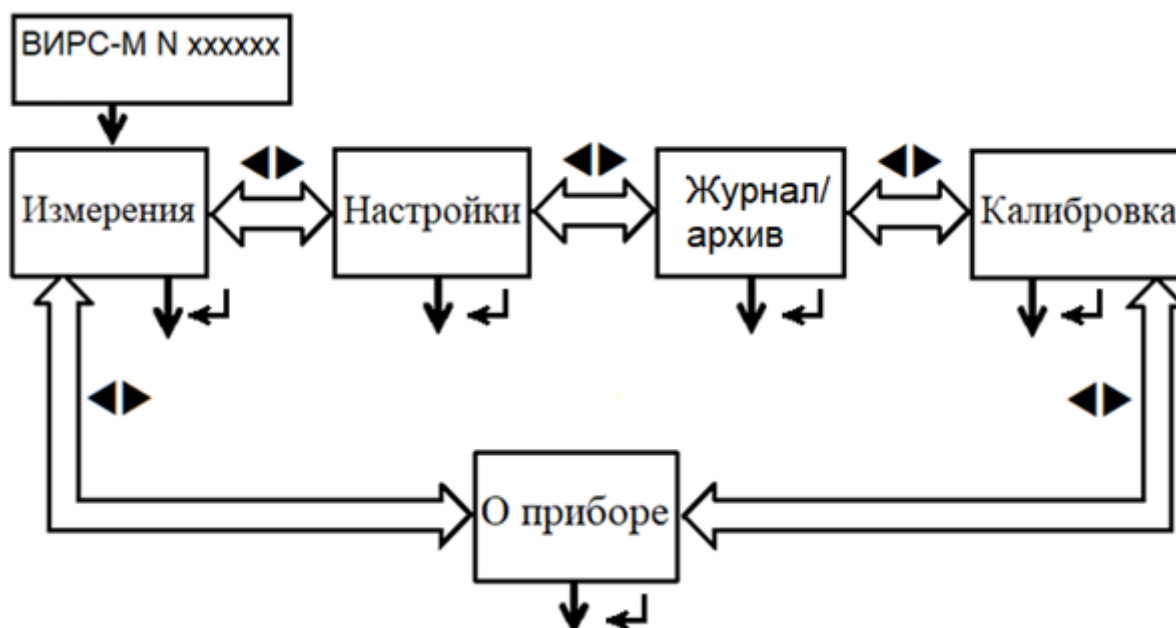 ВИРС-М N xxxxxx
Измерения
Настройки
Журнал/
архив
Калибровка
О приборе